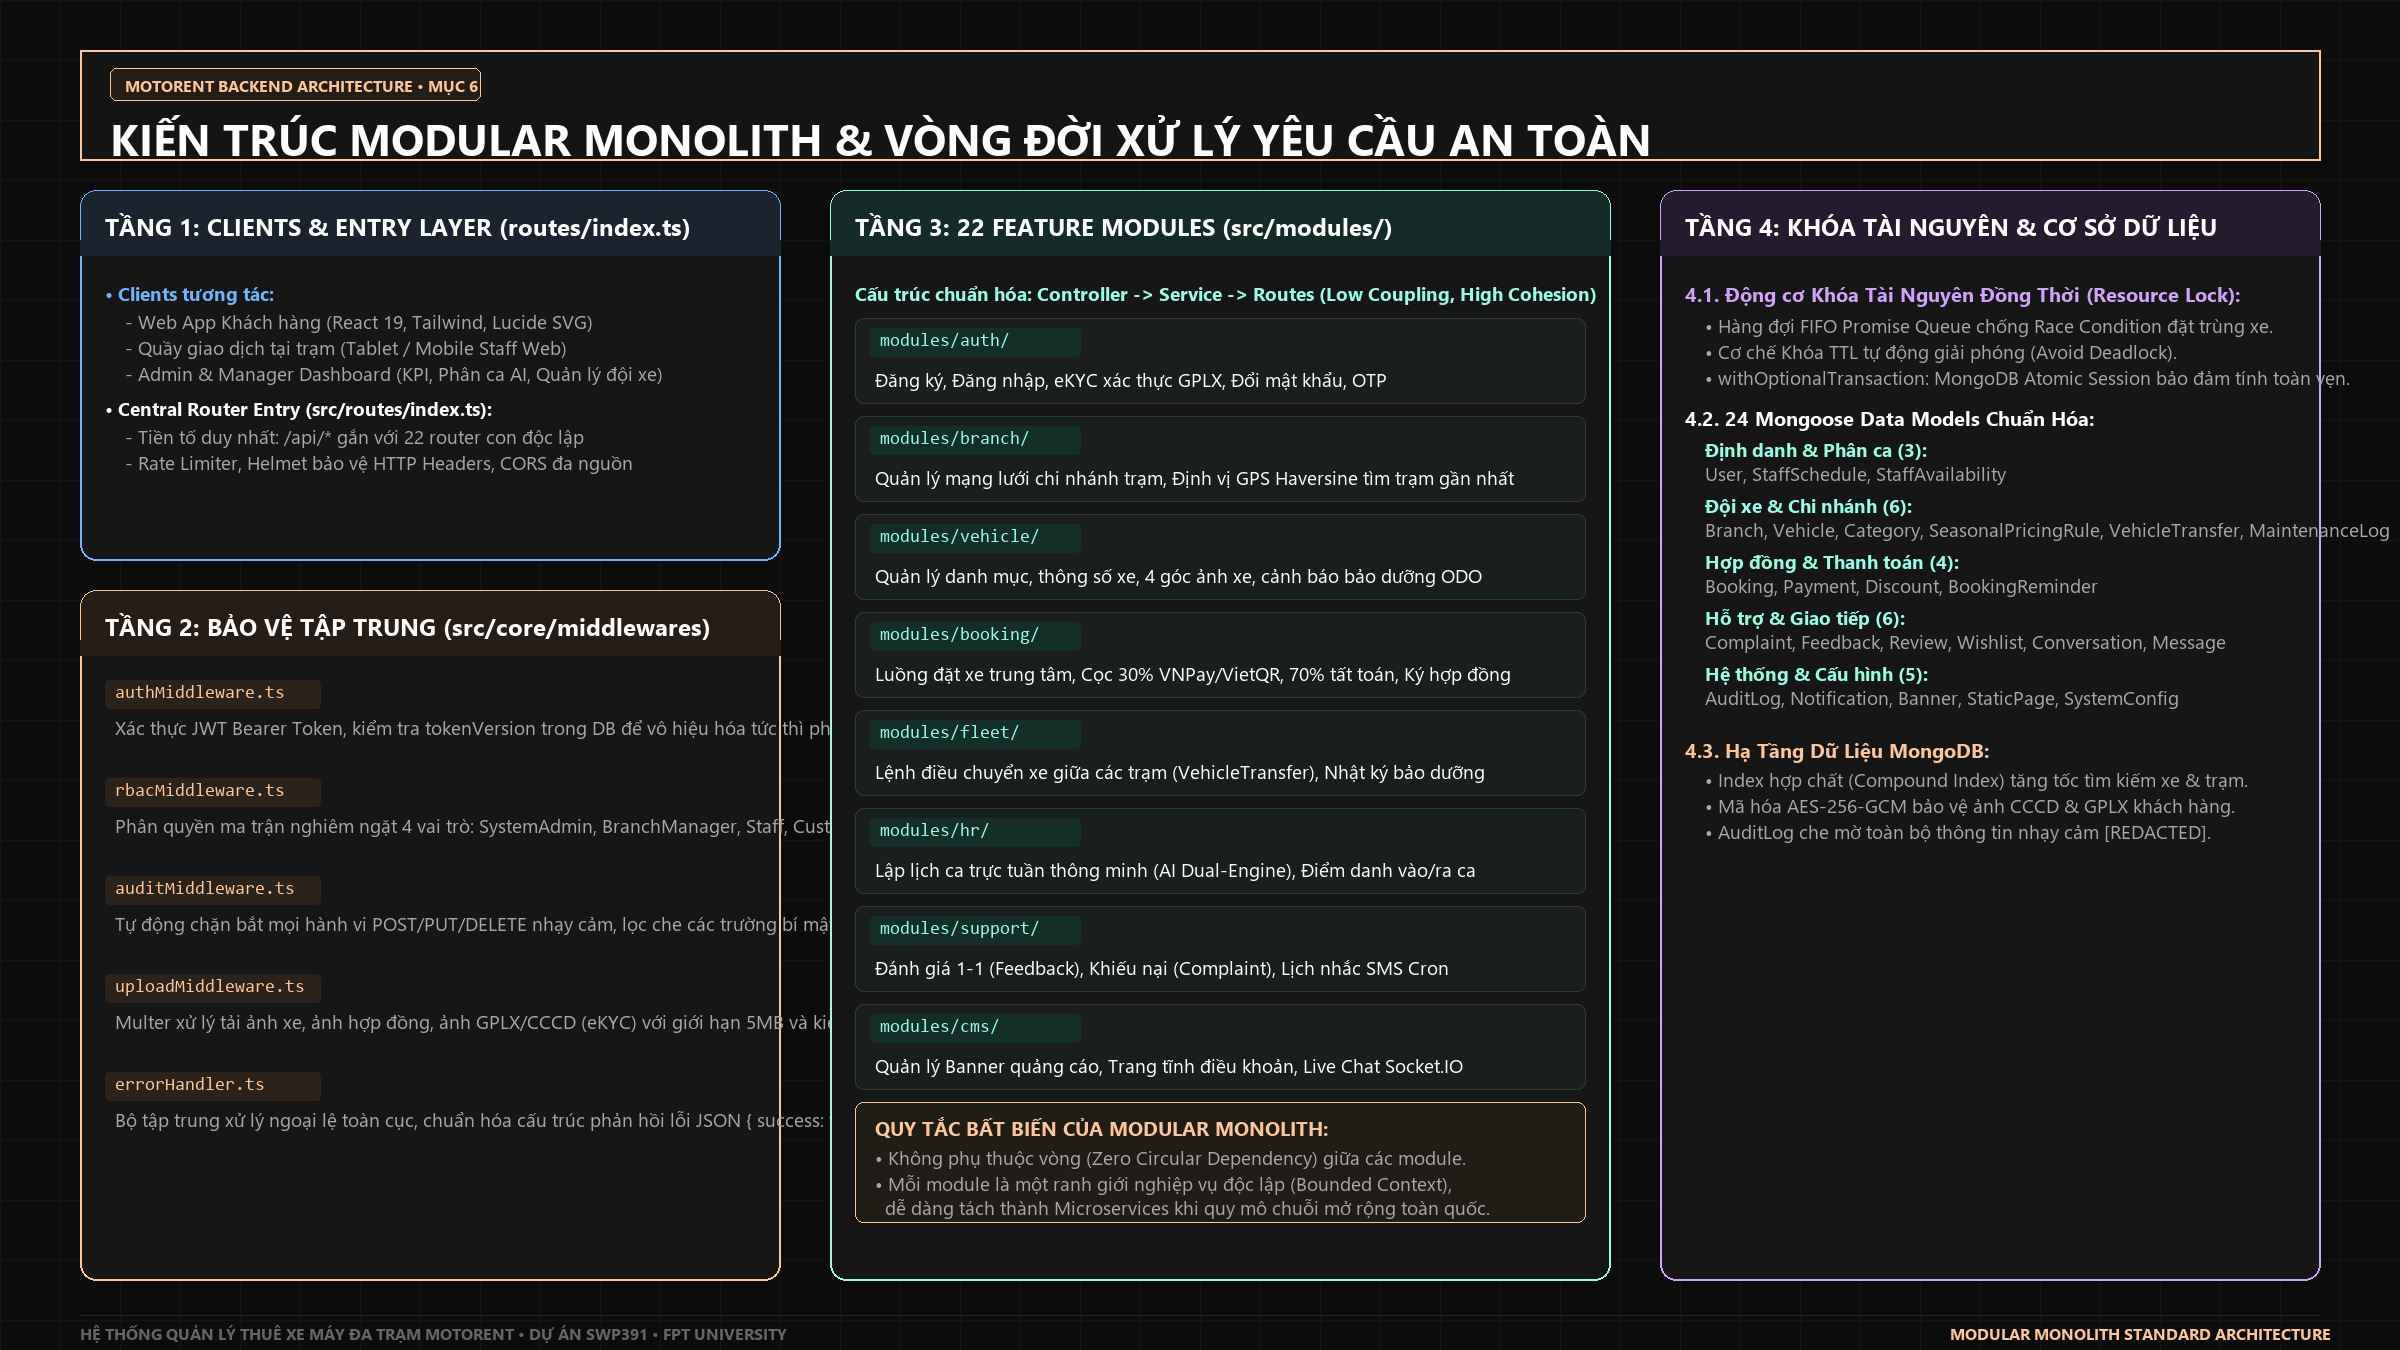 MOTORENT BACKEND ARCHITECTURE • MỤC 6
KIẾN TRÚC MODULAR MONOLITH & VÒNG ĐỜI XỬ LÝ YÊU CẦU AN TOÀN
TẦNG 1: CLIENTS & ENTRY LAYER (routes/index.ts)
• Clients tương tác:
- Web App Khách hàng (React 19, Tailwind, Lucide SVG)
- Quầy giao dịch tại trạm (Tablet / Mobile Staff Web)
- Admin & Manager Dashboard (KPI, Phân ca AI, Quản lý đội xe)
• Central Router Entry (src/routes/index.ts):
- Tiền tố duy nhất: /api/* gắn với 22 router con độc lập
- Rate Limiter, Helmet bảo vệ HTTP Headers, CORS đa nguồn
TẦNG 2: BẢO VỆ TẬP TRUNG (src/core/middlewares)
authMiddleware.ts
Xác thực JWT Bearer Token, kiểm tra tokenVersion trong DB để vô hiệu hóa tức thì ph
rbacMiddleware.ts
Phân quyền ma trận nghiêm ngặt 4 vai trò: SystemAdmin, BranchManager, Staff, Cust
auditMiddleware.ts
Tự động chặn bắt mọi hành vi POST/PUT/DELETE nhạy cảm, lọc che các trường bí mậ
uploadMiddleware.ts
Multer xử lý tải ảnh xe, ảnh hợp đồng, ảnh GPLX/CCCD (eKYC) với giới hạn 5MB và kiể
errorHandler.ts
Bộ tập trung xử lý ngoại lệ toàn cục, chuẩn hóa cấu trúc phản hồi lỗi JSON { success:
TẦNG 3: 22 FEATURE MODULES (src/modules/)
Cấu trúc chuẩn hóa: Controller -> Service -> Routes (Low Coupling, High Cohesion)
modules/auth/
Đăng ký, Đăng nhập, eKYC xác thực GPLX, Đổi mật khẩu, OTP
modules/branch/
Quản lý mạng lưới chi nhánh trạm, Định vị GPS Haversine tìm trạm gần nhất
modules/vehicle/
Quản lý danh mục, thông số xe, 4 góc ảnh xe, cảnh báo bảo dưỡng ODO
modules/booking/
Luồng đặt xe trung tâm, Cọc 30% VNPay/VietQR, 70% tất toán, Ký hợp đồng
modules/fleet/
Lệnh điều chuyển xe giữa các trạm (VehicleTransfer), Nhật ký bảo dưỡng
modules/hr/
Lập lịch ca trực tuần thông minh (AI Dual-Engine), Điểm danh vào/ra ca
modules/support/
Đánh giá 1-1 (Feedback), Khiếu nại (Complaint), Lịch nhắc SMS Cron
modules/cms/
Quản lý Banner quảng cáo, Trang tĩnh điều khoản, Live Chat Socket.IO
QUY TẮC BẤT BIẾN CỦA MODULAR MONOLITH:
• Không phụ thuộc vòng (Zero Circular Dependency) giữa các module.
• Mỗi module là một ranh giới nghiệp vụ độc lập (Bounded Context),
dễ dàng tách thành Microservices khi quy mô chuỗi mở rộng toàn quốc.
TẦNG 4: KHÓA TÀI NGUYÊN & CƠ SỞ DỮ LIỆU
4.1. Động cơ Khóa Tài Nguyên Đồng Thời (Resource Lock):
• Hàng đợi FIFO Promise Queue chống Race Condition đặt trùng xe.
• Cơ chế Khóa TTL tự động giải phóng (Avoid Deadlock).
• withOptionalTransaction: MongoDB Atomic Session bảo đảm tính toàn vẹn.
4.2. 24 Mongoose Data Models Chuẩn Hóa:
Định danh & Phân ca (3):
User, StaffSchedule, StaffAvailability
Đội xe & Chi nhánh (6):
Branch, Vehicle, Category, SeasonalPricingRule, VehicleTransfer, MaintenanceLog
Hợp đồng & Thanh toán (4):
Booking, Payment, Discount, BookingReminder
Hỗ trợ & Giao tiếp (6):
Complaint, Feedback, Review, Wishlist, Conversation, Message
Hệ thống & Cấu hình (5):
AuditLog, Notification, Banner, StaticPage, SystemConfig
4.3. Hạ Tầng Dữ Liệu MongoDB:
• Index hợp chất (Compound Index) tăng tốc tìm kiếm xe & trạm.
• Mã hóa AES-256-GCM bảo vệ ảnh CCCD & GPLX khách hàng.
• AuditLog che mờ toàn bộ thông tin nhạy cảm [REDACTED].
HỆ THỐNG QUẢN LÝ THUÊ XE MÁY ĐA TRẠM MOTORENT • DỰ ÁN SWP391 • FPT UNIVERSITY
MODULAR MONOLITH STANDARD ARCHITECTURE